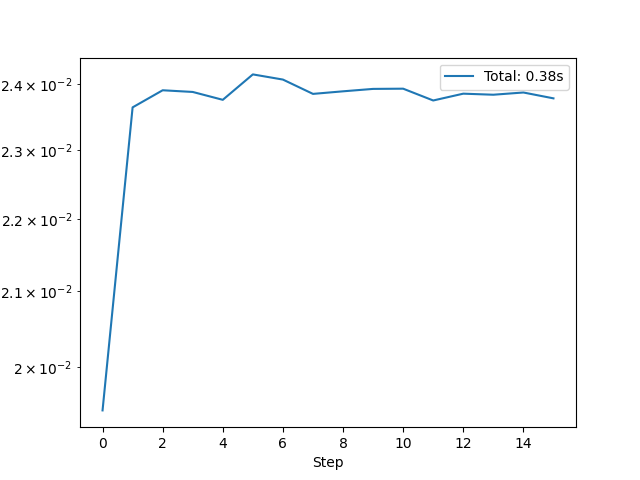 Total: 0.38s
2.4 × 10⁻²
2.3 × 10⁻²
2.2 × 10⁻²
2.1 × 10⁻²
2 × 10⁻²
0 2 4 6 8 10 12 14
Step